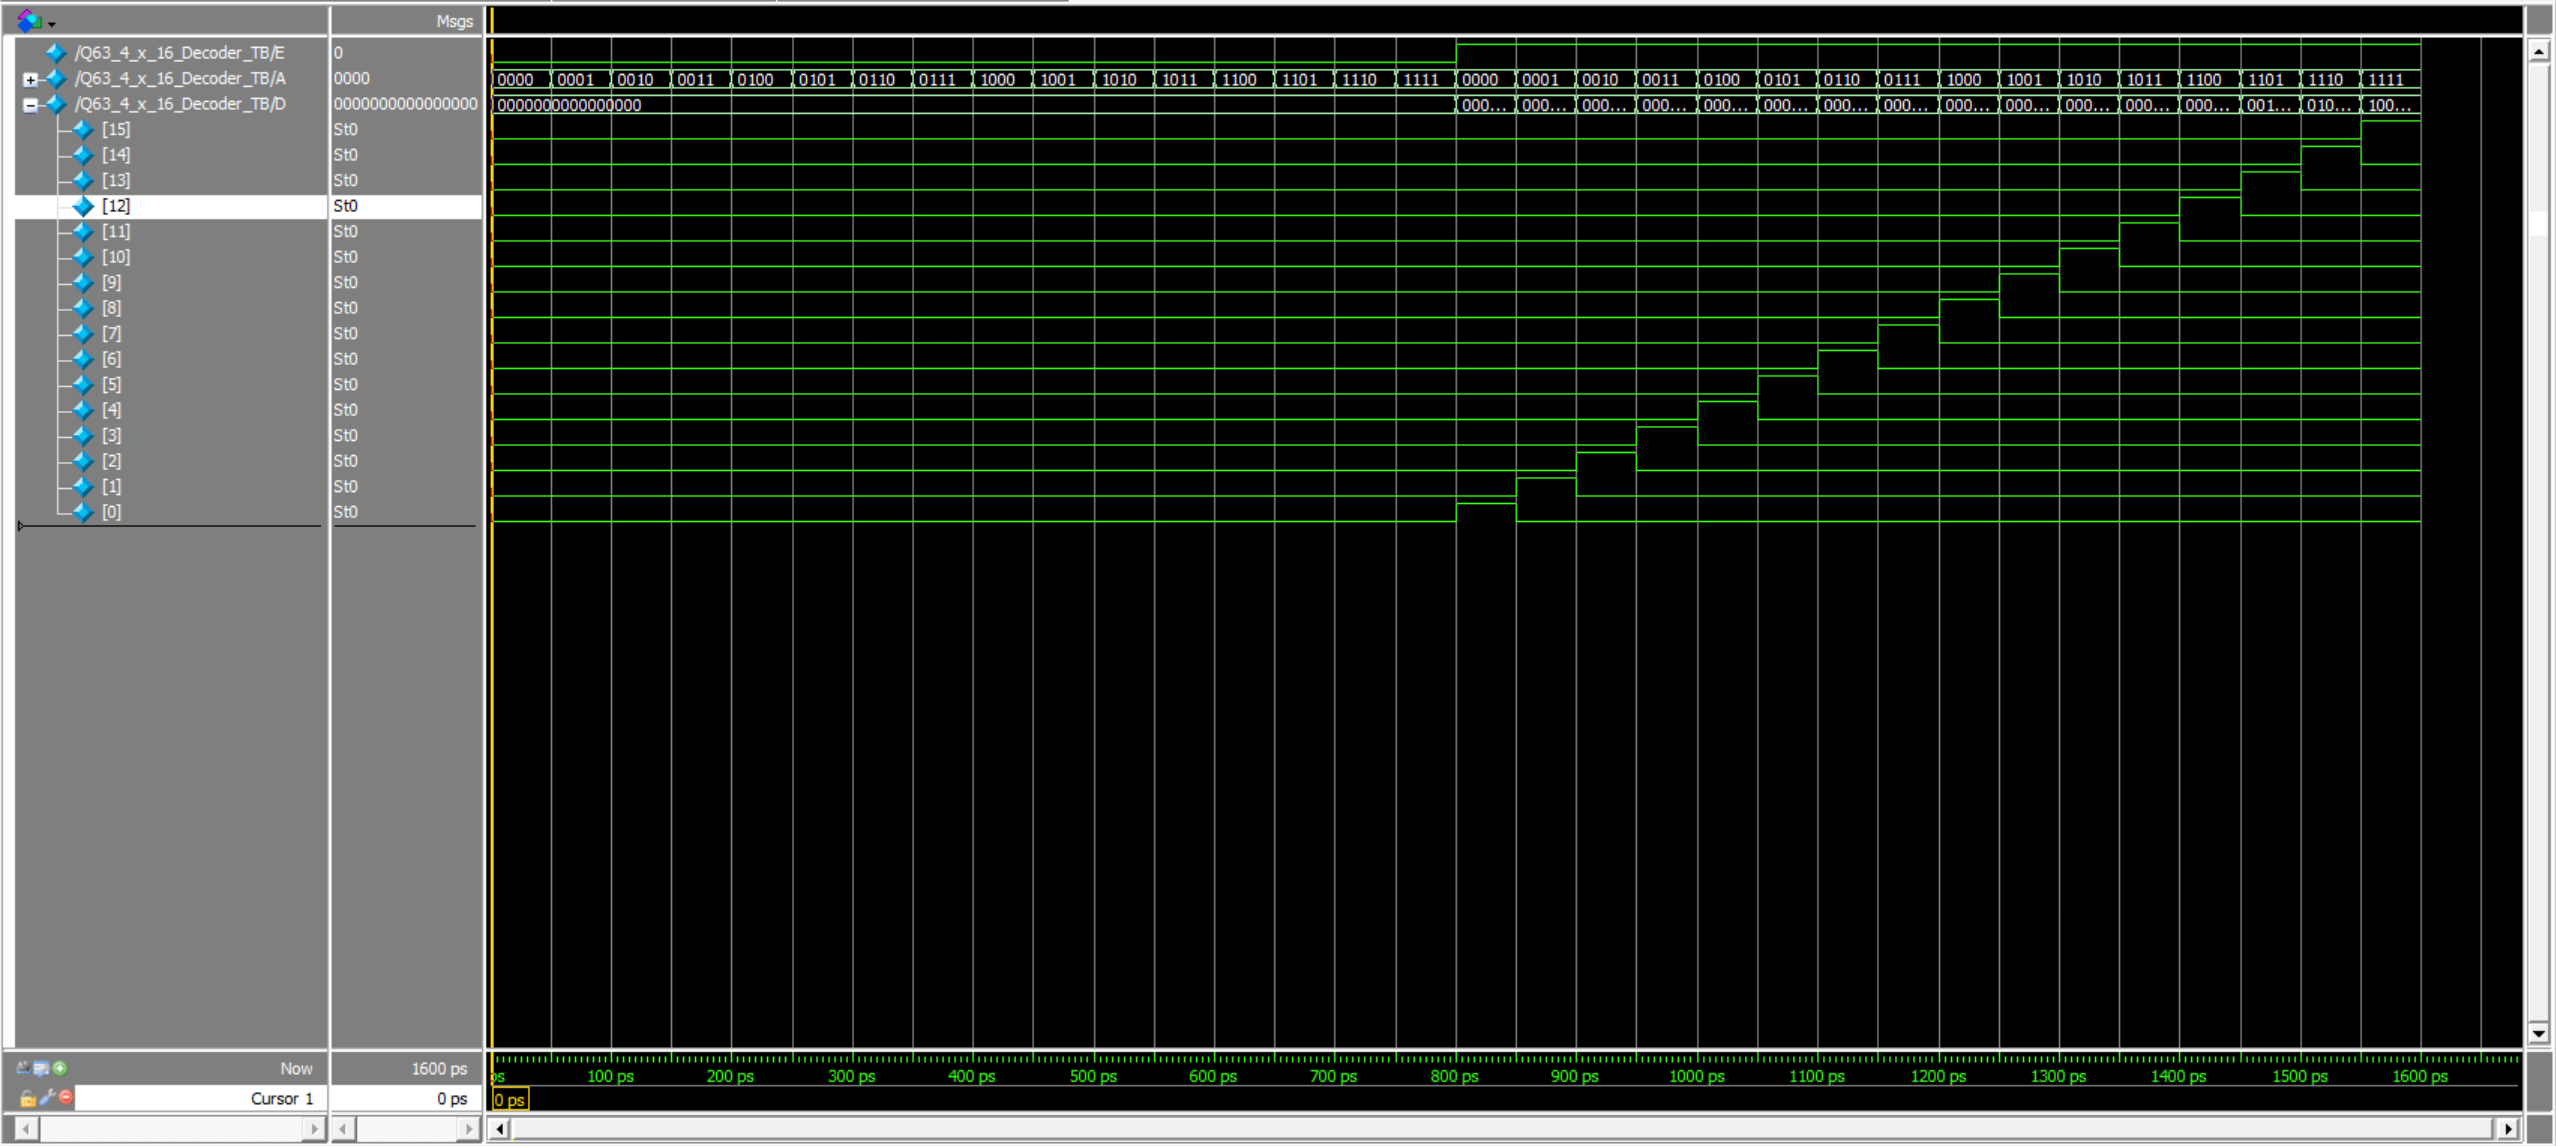 Msgs
/Q63_4_x_16_Decoder_TB/E 0
/Q63_4_x_16_Decoder_TB/A 0000 0000 0001 0010 0011 0100 0101 0110 0111 1000 1001 1010 1011 1100 1101 1110 1111 0000 0001 0010 0011 0100 0101 0110 0111 1000 1001 1010 1011 1100 1101 1110 1111
/Q63_4_x_16_Decoder_TB/D 0000000000000000 0000000000000000 000... 000... 000... 000... 000... 000... 000... 000... 000... 000... 000... 000... 000... 001... 010... 100...
[15] St0
[14] St0
[13] St0
[12] St0
[11] St0
[10] St0
[9] St0
[8] St0
[7] St0
[6] St0
[5] St0
[4] St0
[3] St0
[2] St0
[1] St0
[0] St0
Now 1600 ps ps 100 ps 200 ps 300 ps 400 ps 500 ps 600 ps 700 ps 800 ps 900 ps 1000 ps 1100 ps 1200 ps 1300 ps 1400 ps 1500 ps 1600 ps
Cursor 1 0 ps 0 ps